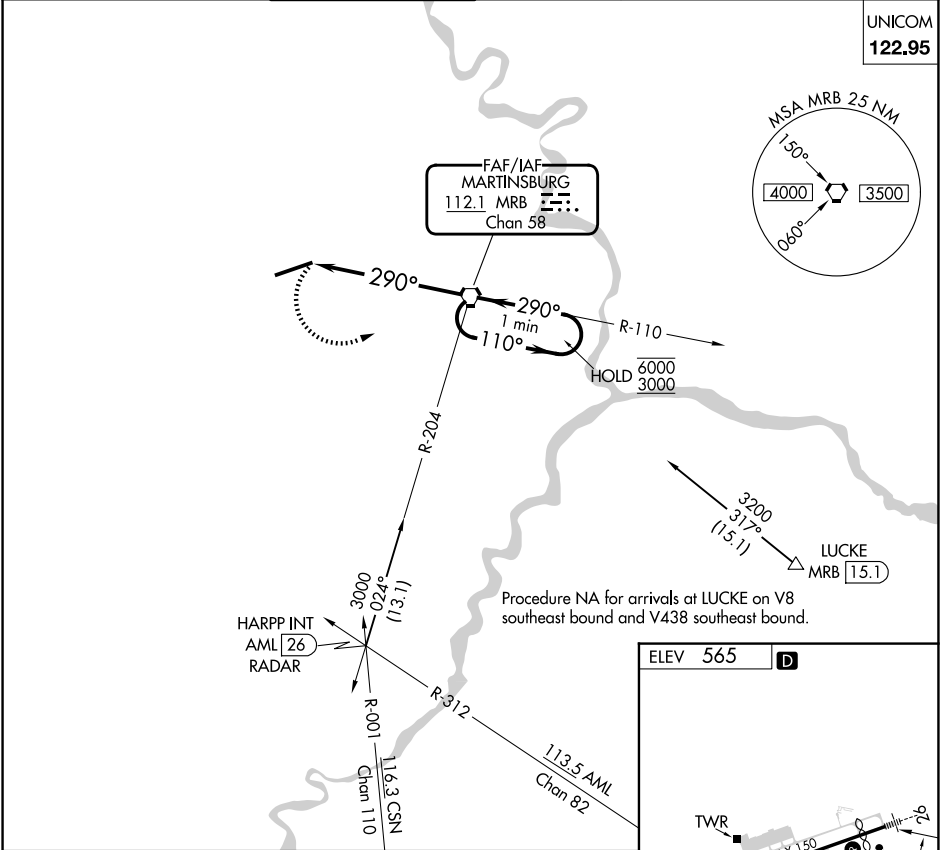 UNICOM
122.95
MSA MRB 25 NM
150°
4000
3500
060°
FAF/IAF
MARTINSBURG
112.1 MRB
Chan 58
290°
290°
1 min
110°
R-110
HOLD 6000
3000
R-204
3200
317°
(15.1)
LUCKE
MRB 15.1
3000
024°
(13.1)
Procedure NA for arrivals at LUCKE on V8
southeast bound and V438 southeast bound.
HARPP INT
AML 26
RADAR
R-312
R-001
116.3 CSN
Chan 110
113.5 AML
Chan 82
ELEV 565 D
TWR
26
150